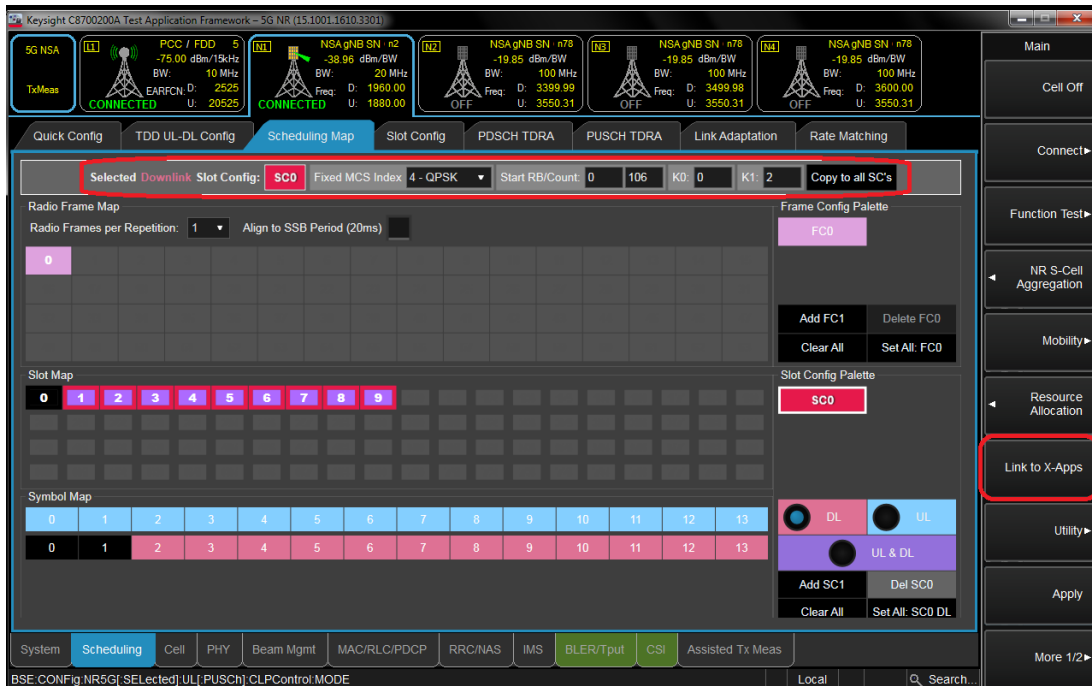 Keysight C8700200A Test Application Framework – 5G NR (15.1001.1610.3301)
5G NSA
TxMeas
L1
PCC / FDD 5
-75.00 dBm/15kHz
BW: 10 MHz
EARFCN: D: 2525
U: 20525
CONNECTED
N1
NSA gNB SN n2
-38.96 dBm/BW
BW: 20 MHz
Freq: D: 1960.00
U: 1880.00
CONNECTED
N2
NSA gNB SN n78
-19.85 dBm/BW
BW: 100 MHz
Freq: D: 3399.99
U: 3550.31
OFF
N3
NSA gNB SN n78
-19.85 dBm/BW
BW: 100 MHz
Freq: D: 3499.98
U: 3550.31
OFF
N4
NSA gNB SN n78
-19.85 dBm/BW
BW: 100 MHz
Freq: D: 3600.00
U: 3550.31
OFF
Quick Config TDD UL-DL Config Scheduling Map Slot Config PDSCH TDRA PUSCH TDRA Link Adaptation Rate Matching
Selected Downlink Slot Config: SC0 Fixed MCS Index 4 - QPSK Start RB/Count: 0 106 K0: 0 K1: 2 Copy to all SC's
Radio Frame Map
Radio Frames per Repetition: 1 Align to SSB Period (20ms)
0
Frame Config Palette
FC0
Add FC1 Delete FC0
Clear All Set All: FC0
Slot Map
0 1 2 3 4 5 6 7 8 9
Slot Config Palette
SC0
Symbol Map
0 1 2 3 4 5 6 7 8 9 10 11 12 13
0 1 2 3 4 5 6 7 8 9 10 11 12 13
DL UL
UL & DL
Add SC1 Del SC0
Clear All Set All: SC0 DL
System Scheduling Cell PHY Beam Mgmt MAC/RLC/PDCP RRC/NAS IMS BLER/Tput CSI Assisted Tx Meas
BSE:CONFig:NR5G[:SELected]:UL[:PUSCh]:CLPControl:MODE
Local Search...
Main
Cell Off
Connect
Function Test
NR S-Cell
Aggregation
Mobility
Resource
Allocation
Link to X-Apps
Utility
Apply
More 1/2